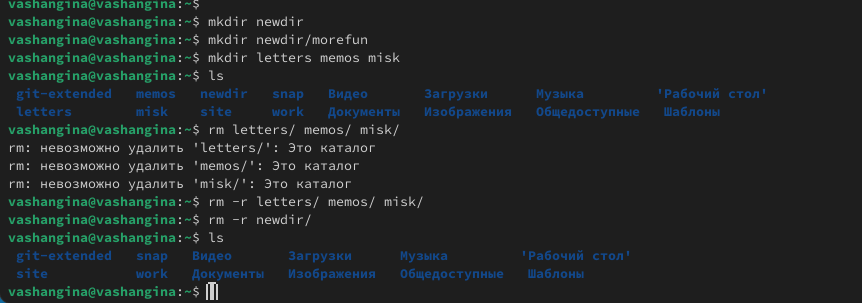 vashangina@vashangina:~$
vashangina@vashangina:~$ mkdir newdir
vashangina@vashangina:~$ mkdir newdir/morefun
vashangina@vashangina:~$ mkdir letters memos misk
vashangina@vashangina:~$ ls
git-extended memos newdir snap Видео Загрузки Музыка 'Рабочий стол'
letters misk site work Документы Изображения Общедоступные Шаблоны
vashangina@vashangina:~$ rm letters/ memos/ misk/
rm: невозможно удалить 'letters/': Это каталог
rm: невозможно удалить 'memos/': Это каталог
rm: невозможно удалить 'misk/': Это каталог
vashangina@vashangina:~$ rm -r letters/ memos/ misk/
vashangina@vashangina:~$ rm -r newdir/
vashangina@vashangina:~$ ls
git-extended snap Видео Загрузки Музыка 'Рабочий стол'
site work Документы Изображения Общедоступные Шаблоны
vashangina@vashangina:~$